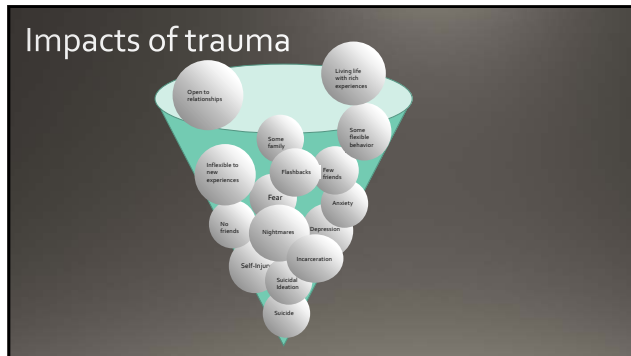 Impacts of trauma
Living life
with rich
experiences
Open to
relationships
Some
flexible
behavior
Some
family
Inflexible to
new
experiences
Flashbacks
Few
friends
Fear
Anxiety
No
friends
Nightmares
Depression
Incarceration
Self-Injur
Suicidal
Ideation
Suicide